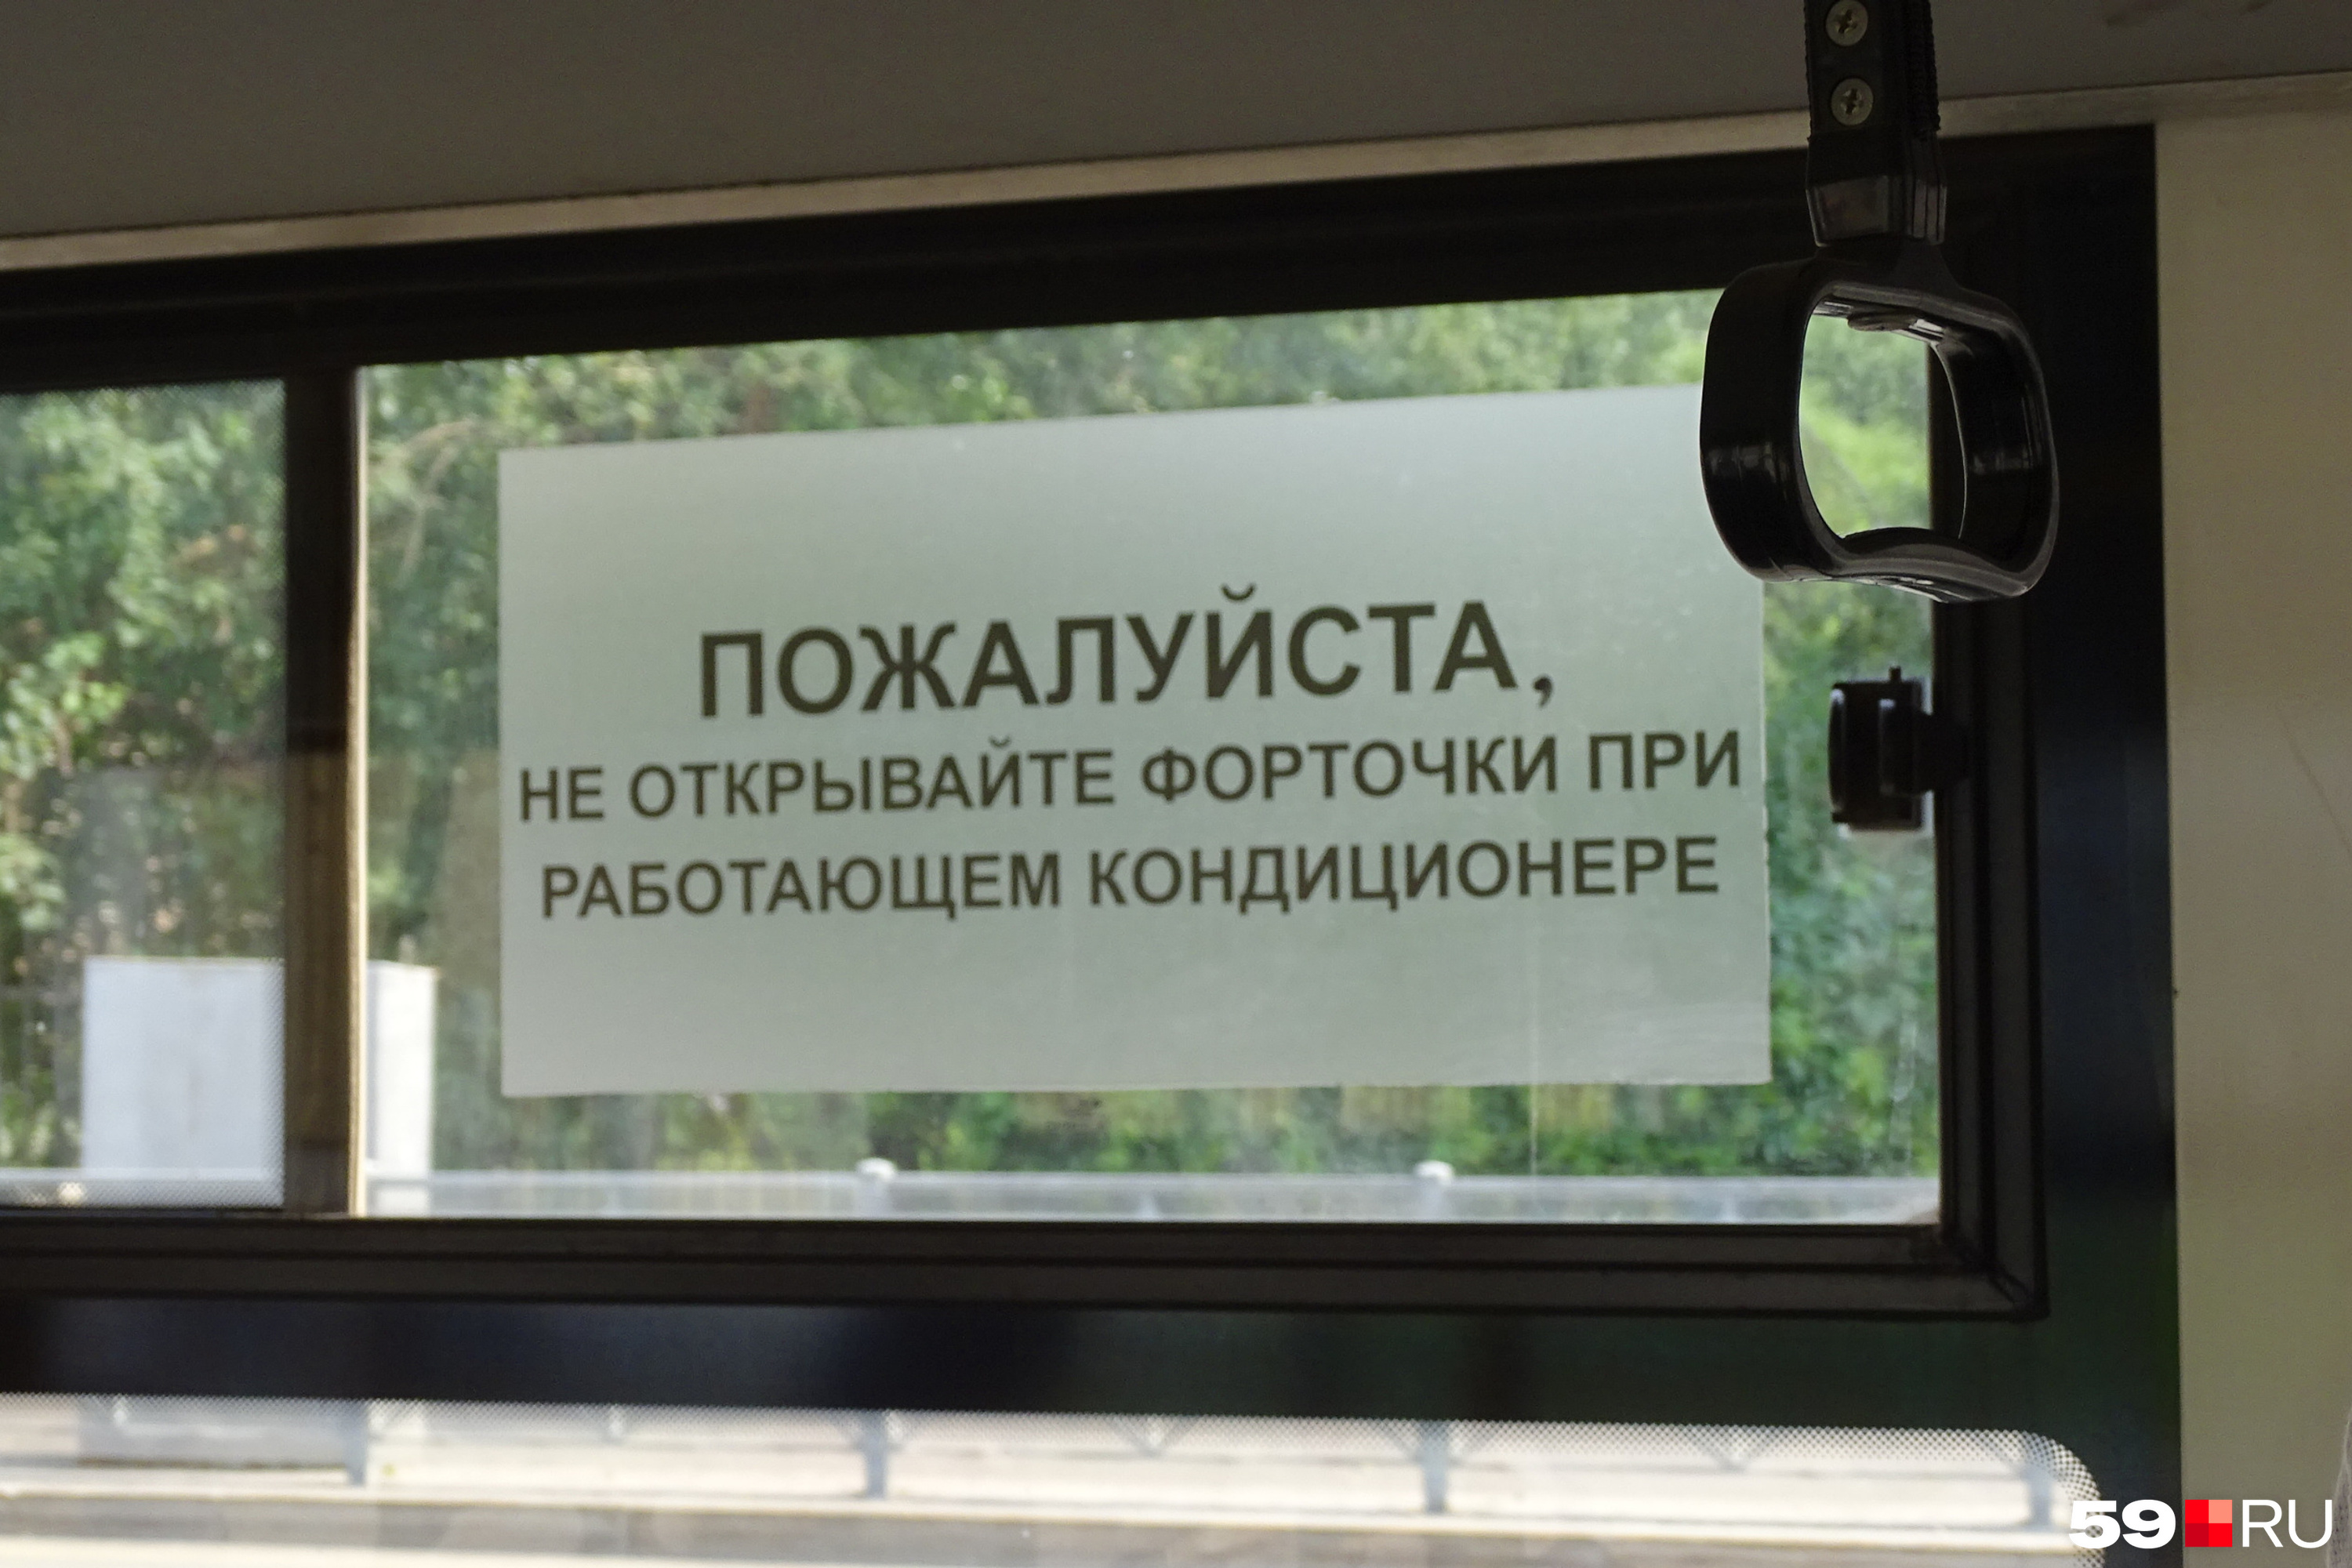 ПОЖАЛУЙСТА,
НЕ ОТКРЫВАЙТЕ ФОРТОЧКИ ПРИ
РАБОТАЮЩЕМ КОНДИЦИОНЕРЕ
59 RU